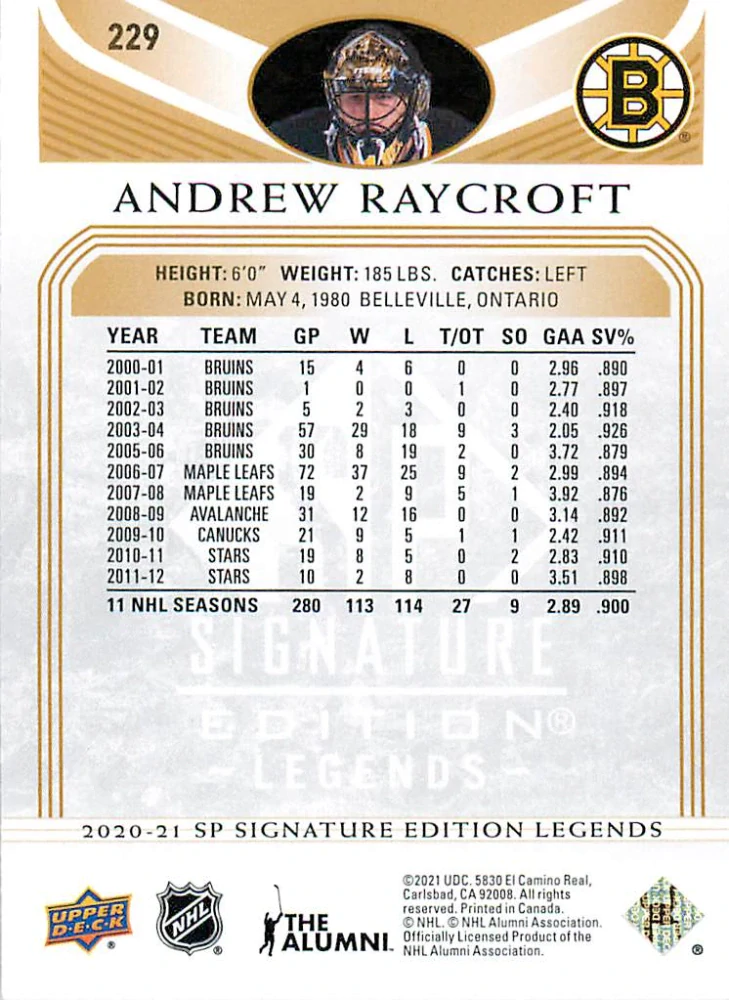 229
B
®
ANDREW RAYCROFT
HEIGHT: 6'0" WEIGHT: 185 LBS. CATCHES: LEFT
BORN: MAY 4, 1980 BELLEVILLE, ONTARIO
YEAR TEAM GP W L T/OT SO GAA SV%
2000-01 BRUINS 15 4 6 0 0 2.96 .890
2001-02 BRUINS 1 0 0 1 0 2.77 .897
2002-03 BRUINS 5 2 3 0 0 2.40 .918
2003-04 BRUINS 57 29 18 9 3 2.05 .926
2005-06 BRUINS 30 8 19 2 0 3.72 .879
2006-07 MAPLE LEAFS 72 37 25 9 2 2.99 .894
2007-08 MAPLE LEAFS 19 2 9 5 1 3.92 .876
2008-09 AVALANCHE 31 12 16 0 0 3.14 .892
2009-10 CANUCKS 21 9 5 1 1 2.42 .911
2010-11 STARS 19 8 5 0 2 2.83 .910
2011-12 STARS 10 2 8 0 0 3.51 .898
11 NHL SEASONS 280 113 114 27 9 2.89 .900
SP
SIGNATURE
EDITION®
-LEGENDS-
2020-21 SP SIGNATURE EDITION LEGENDS
UPPER
D·E·C·K
®
NHL
®
THE
ALUMNI
©2021 UDC. 5830 El Camino Real,
Carlsbad, CA 92008. All rights
reserved. Printed in Canada.
© NHL. © NHL Alumni Association.
Officially Licensed Product of the
NHL Alumni Association.
®